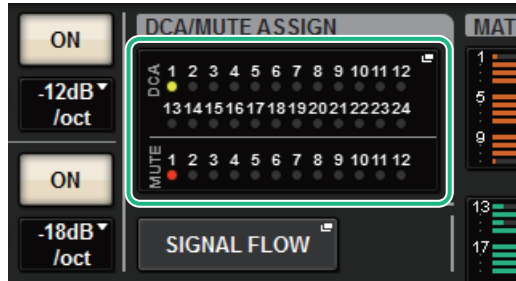 ON
-12dB
/oct
ON
-18dB
/oct
DCA/MUTE ASSIGN
DCA
1 2 3 4 5 6 7 8 9 10 11 12
13 14 15 16 17 18 19 20 21 22 23 24
MUTE
1 2 3 4 5 6 7 8 9 10 11 12
SIGNAL FLOW
MAT
1
5
9
13
17